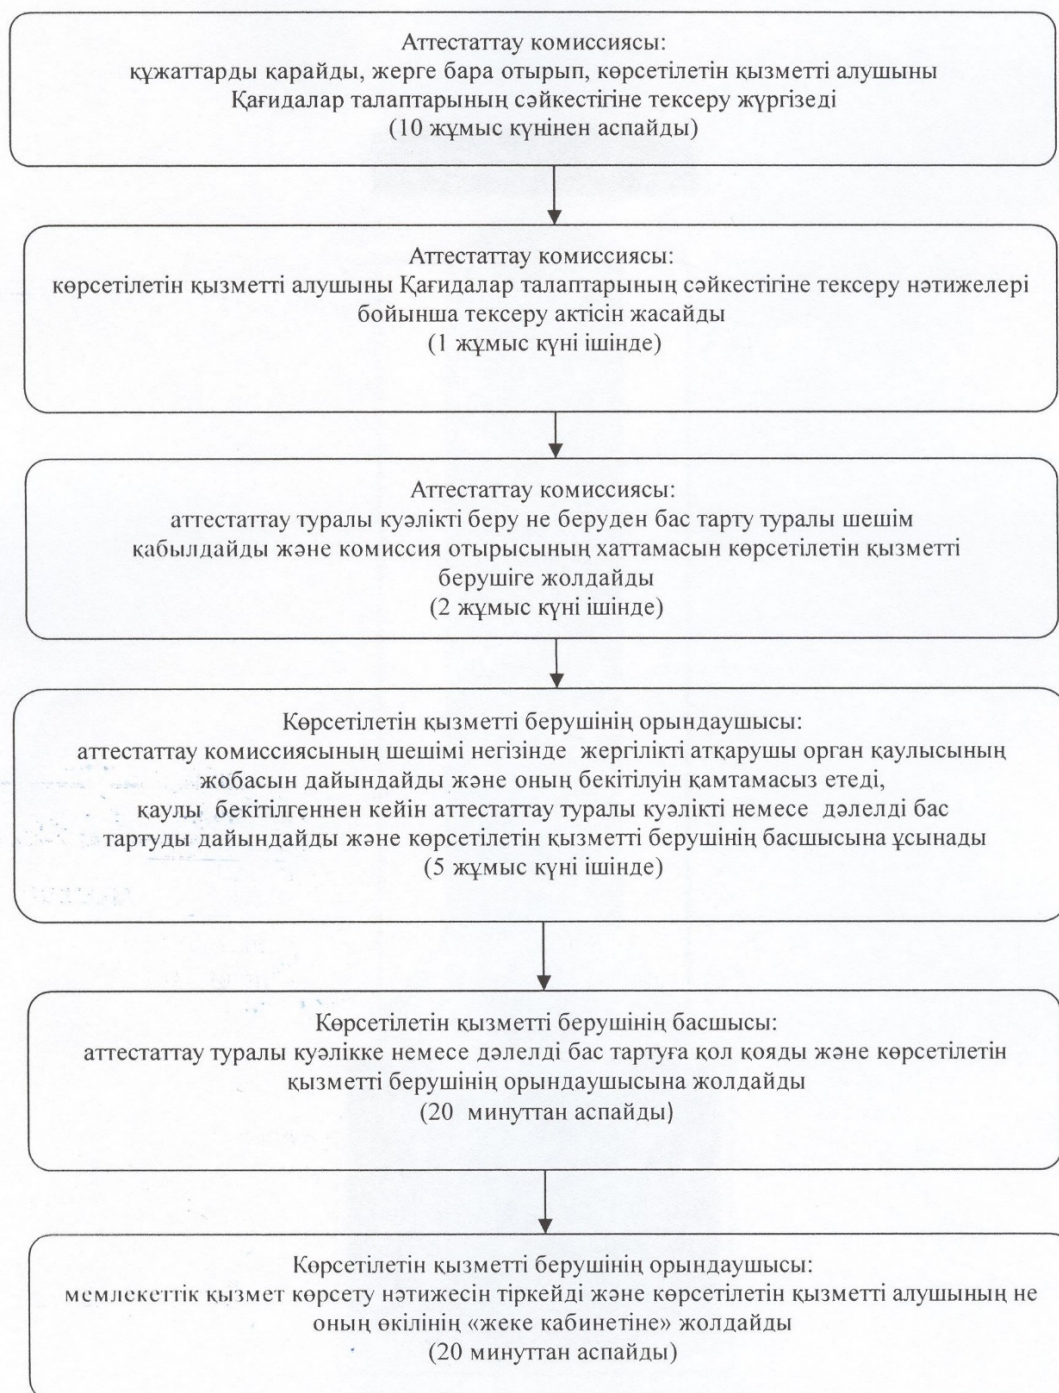 Аттестаттау комиссиясы:
құжаттарды қарайды, жерге бара отырып, көрсетілетін қызметті алушыны
Қағидалар талаптарының сәйкестігіне тексеру жүргізеді
(10 жұмыс күнінен аспайды)
Аттестаттау комиссиясы:
көрсетілетін қызметті алушыны Қағидалар талаптарының сәйкестігіне тексеру нәтижелері
бойынша тексеру актісін жасайды
(1 жұмыс күні ішінде)
Аттестаттау комиссиясы:
аттестаттау туралы куәлікті беру не беруден бас тарту туралы шешім
қабылдайды және комиссия отырысының хаттамасын көрсетілетін қызметті
берушіге жолдайды
(2 жұмыс күні ішінде)
Көрсетілетін қызметті берушінің орындаушысы:
аттестаттау комиссиясының шешімі негізінде жергілікті атқарушы орган қаулысының
жобасын дайындайды және оның бекітілуін қамтамасыз етеді,
қаулы бекітілгеннен кейін аттестаттау туралы куәлікті немесе дәлелді бас
тартуды дайындайды және көрсетілетін қызметті берушінің басшысына ұсынады
(5 жұмыс күні ішінде)
Көрсетілетін қызметті берушінің басшысы:
аттестаттау туралы куәлікке немесе дәлелді бас тартуға қол қояды және көрсетілетін
қызметті берушінің орындаушысына жолдайды
(20 минуттан аспайды)
Көрсетілетін қызметті берушінің орындаушысы:
мемлекеттік қызмет көрсету нәтижесін тіркейді және көрсетілетін қызметті алушының не
оның өкілінің «жеке кабинетіне» жолдайды
(20 минуттан аспайды)